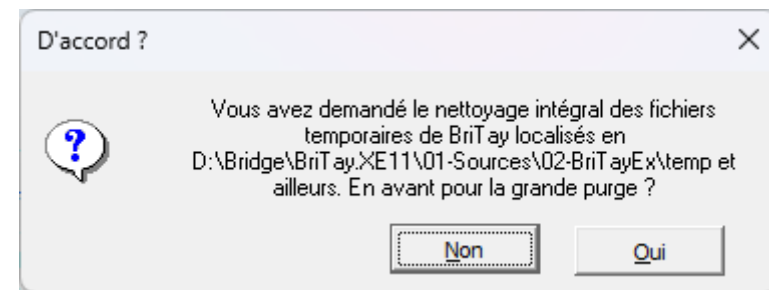 D'accord ?
Vous avez demandé le nettoyage intégral des fichiers
temporaires de BriTay localisés en
D:\Bridge\BriTay.XE11\01-Sources\02-BriTayEx\temp et
ailleurs. En avant pour la grande purge ?
Non
Oui